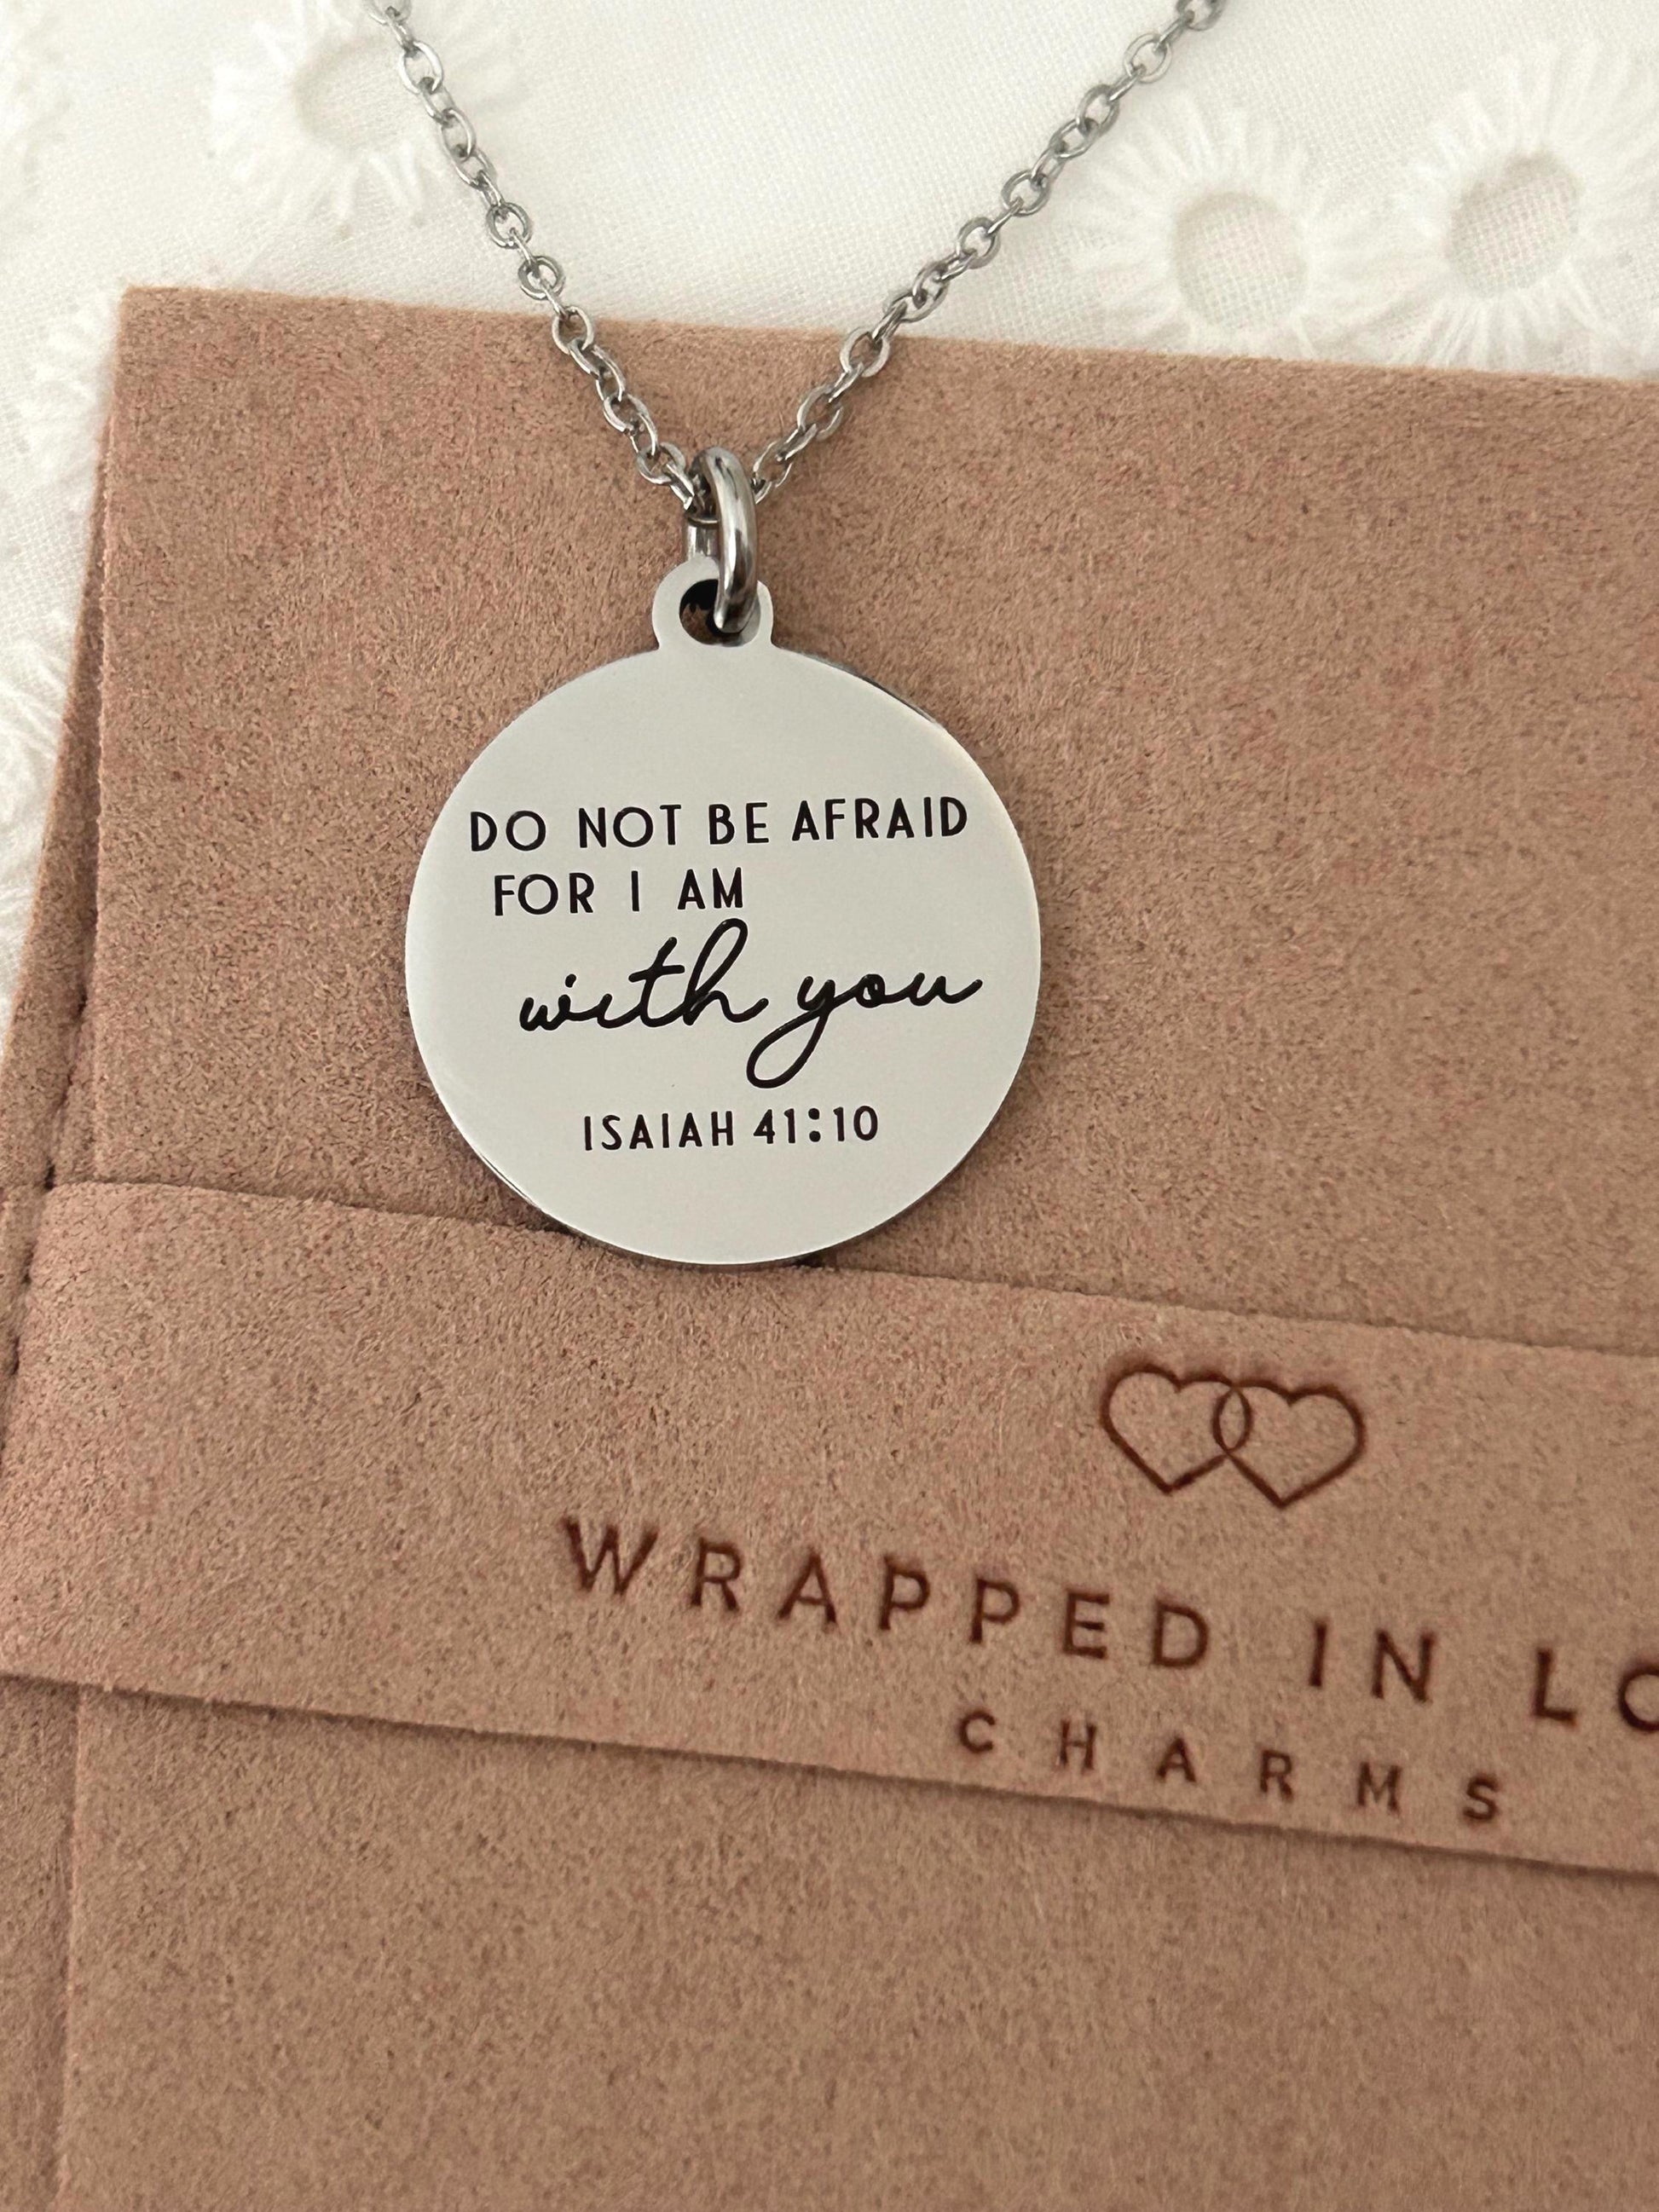 DO NOT BE AFRAID
FOR I AM
with you
ISAIAH 41:10
WRAPPED IN LO
CHARMS